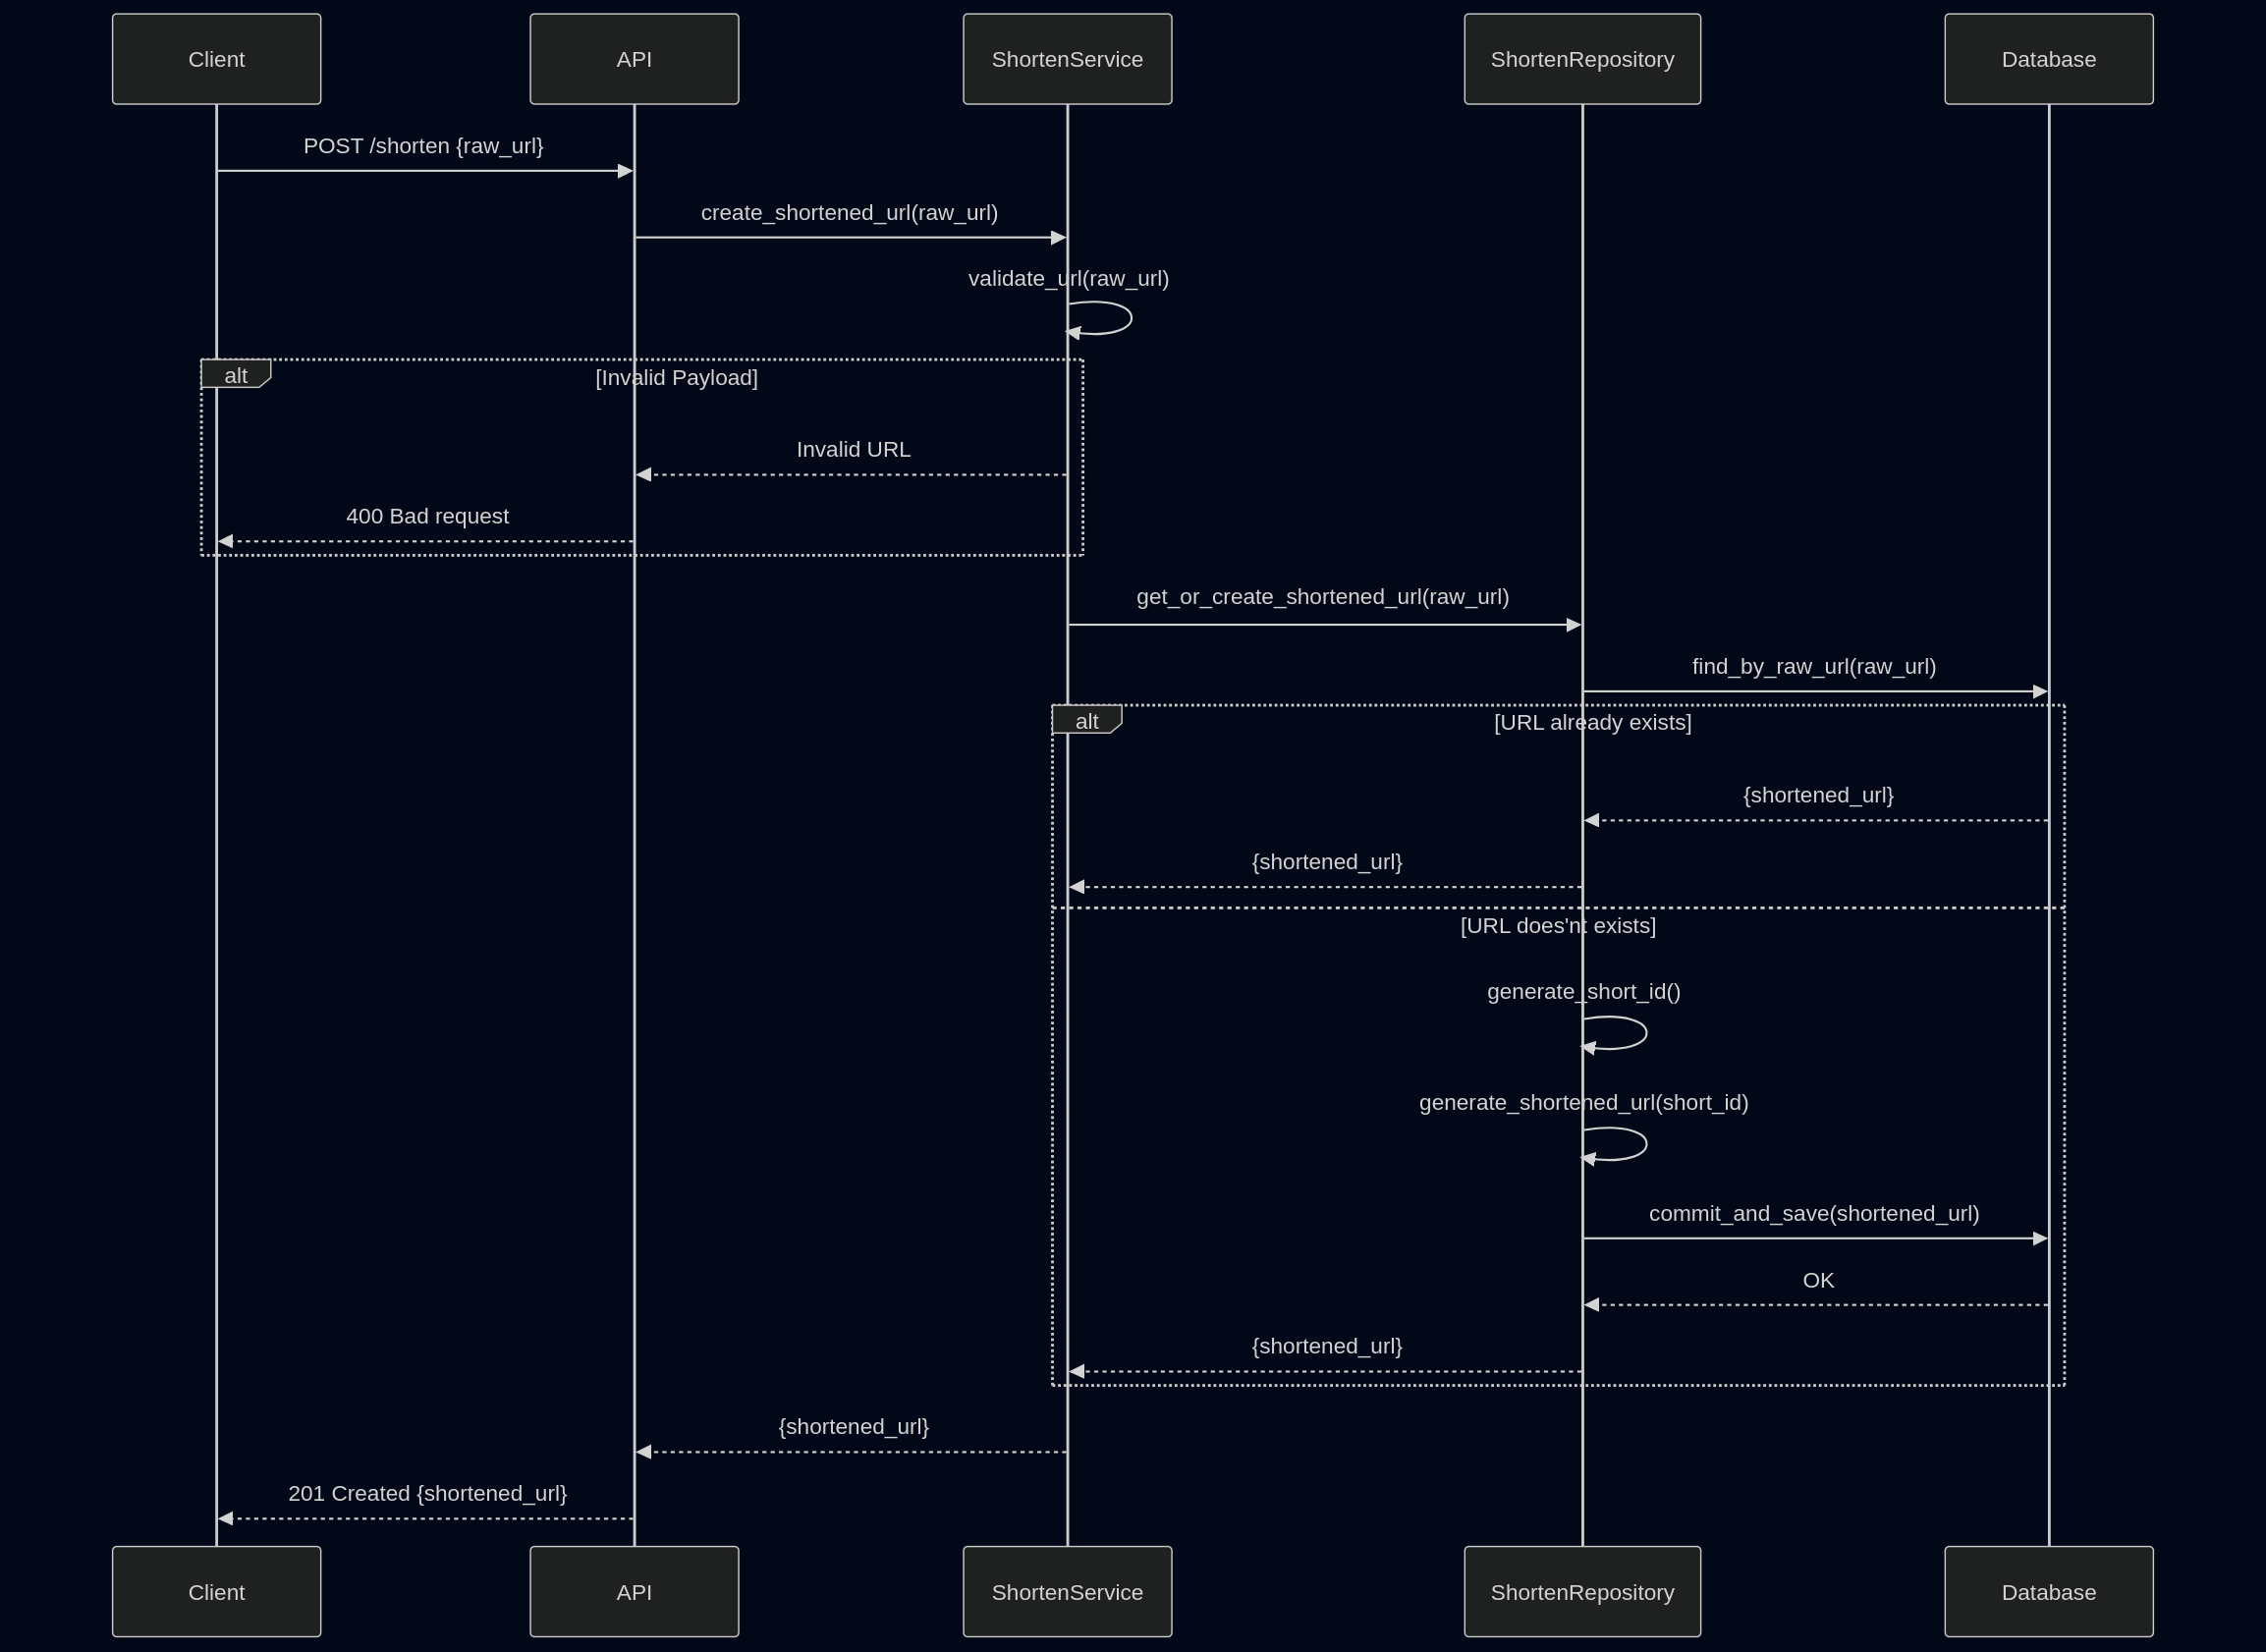 Client
API
ShortenService
ShortenRepository
Database
POST /shorten {raw_url}
create_shortened_url(raw_url)
validate_url(raw_url)
alt
[Invalid Payload]
Invalid URL
400 Bad request
get_or_create_shortened_url(raw_url)
find_by_raw_url(raw_url)
alt
[URL already exists]
{shortened_url}
{shortened_url}
[URL does'nt exists]
generate_short_id()
generate_shortened_url(short_id)
commit_and_save(shortened_url)
OK
{shortened_url}
{shortened_url}
201 Created {shortened_url}
Client
API
ShortenService
ShortenRepository
Database